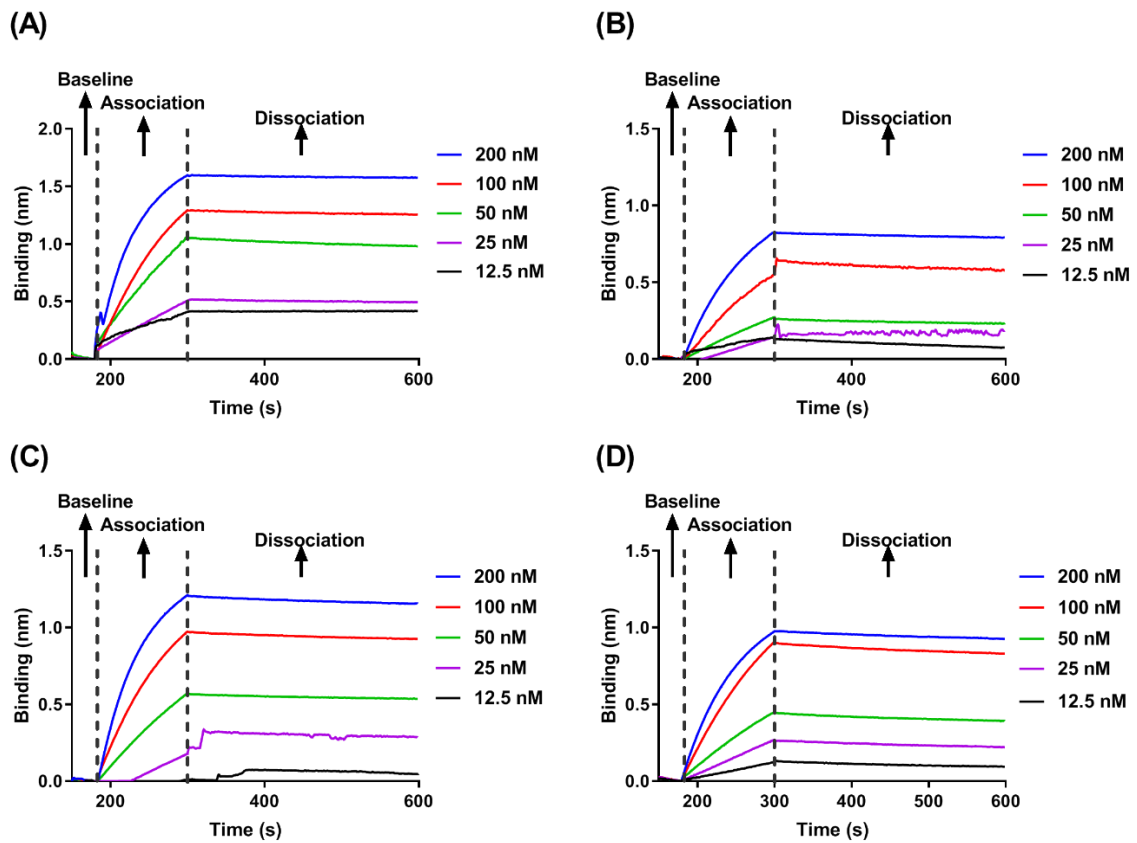 (A)
Baseline
Association
Dissociation
2.0
1.5
1.0
0.5
0.0
Binding (nm)
200
400
600
Time (s)
200 nM
100 nM
50 nM
25 nM
12.5 nM
(B)
Baseline
Association
Dissociation
1.5
1.0
0.5
0.0
Binding (nm)
200
400
600
Time (s)
200 nM
100 nM
50 nM
25 nM
12.5 nM
(C)
Baseline
Association
Dissociation
1.5
1.0
0.5
0.0
Binding (nm)
200
400
600
Time (s)
200 nM
100 nM
50 nM
25 nM
12.5 nM
(D)
Baseline
Association
Dissociation
1.5
1.0
0.5
0.0
Binding (nm)
200
300
400
500
600
Time (s)
200 nM
100 nM
50 nM
25 nM
12.5 nM